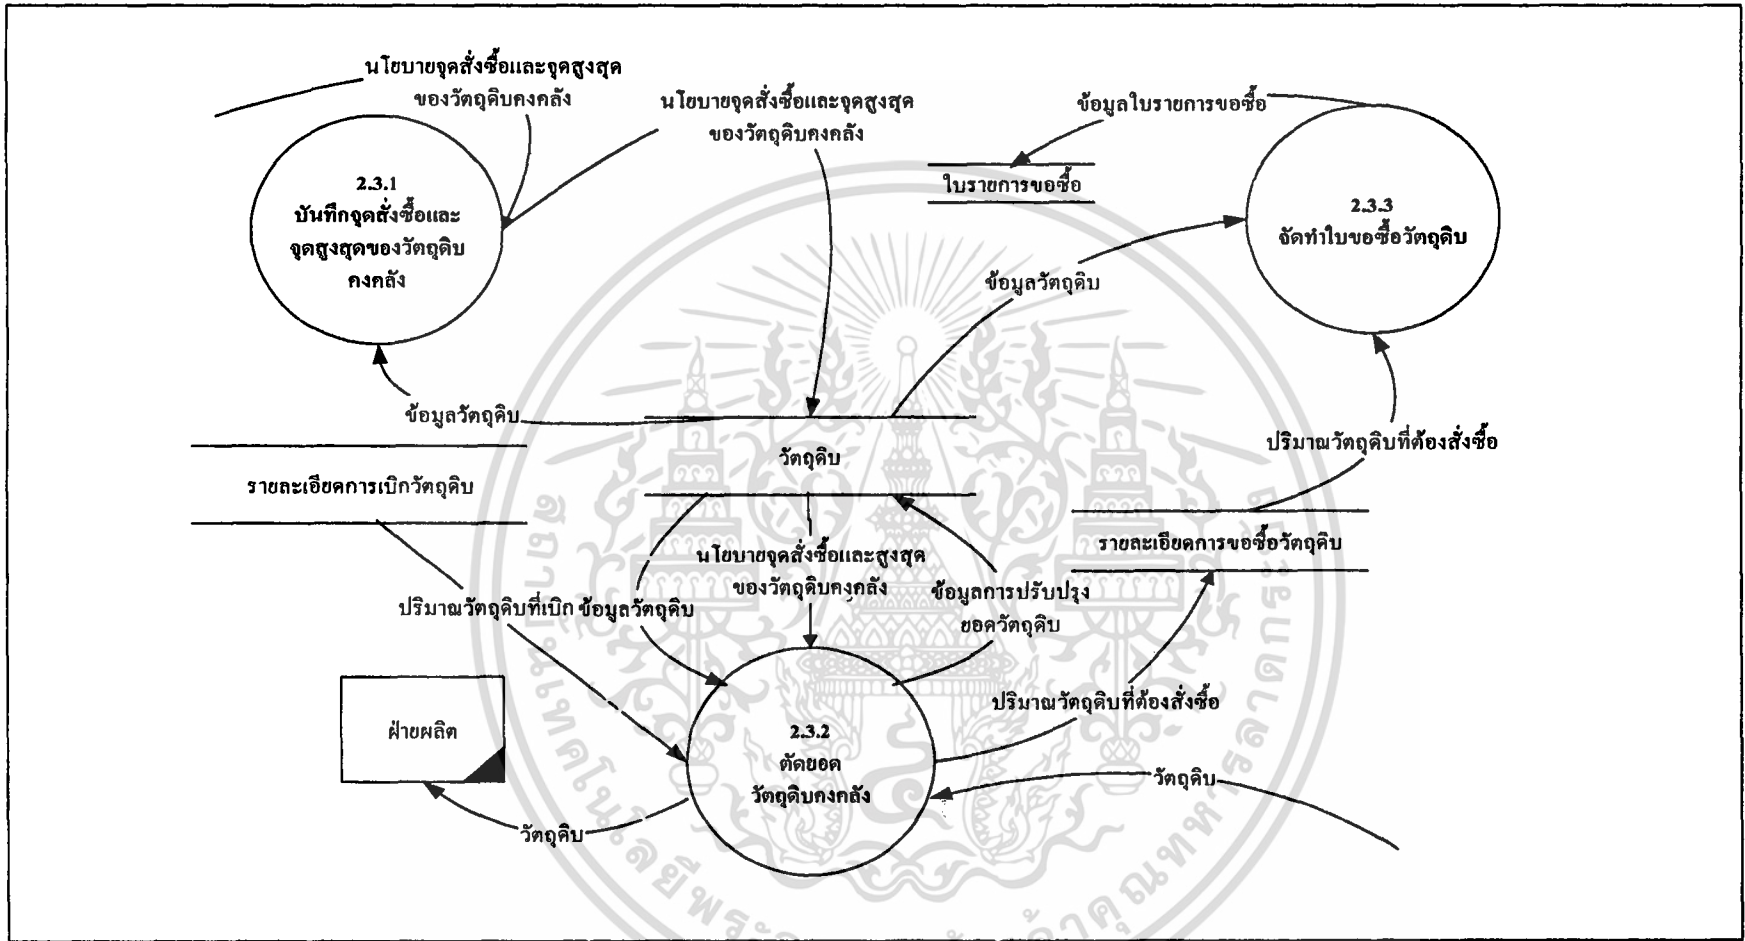 นโยบายจุดสั่งซื้อและจุดสูงสุด
ของวัตถุดิบคงคลัง
นโยบายจุดสั่งซื้อและจุดสูงสุด
ของวัตถุดิบคงคลัง
ข้อมูลใบรายการขอซื้อ
ใบรายการขอซื้อ
2.3.1
บันทึกจุดสั่งซื้อและ
จุดสูงสุดของวัตถุดิบ
คงคลัง
2.3.3
จัดทำใบขอซื้อวัตถุดิบ
ข้อมูลวัตถุดิบ
ข้อมูลวัตถุดิบ
วัตถุดิบ
ปริมาณวัตถุดิบที่ต้องสั่งซื้อ
รายละเอียดการเบิกวัตถุดิบ
รายละเอียดการขอซื้อวัตถุดิบ
นโยบายจุดสั่งซื้อและสูงสุด
ของวัตถุดิบคงคลัง
ข้อมูลการปรับปรุง
ยอดวัตถุดิบ
ปริมาณวัตถุดิบที่เบิก
ข้อมูลวัตถุดิบ
ปริมาณวัตถุดิบที่ต้องสั่งซื้อ
ฝ่ายผลิต
2.3.2
ตัดยอด
วัตถุดิบคงคลัง
วัตถุดิบ
วัตถุดิบ